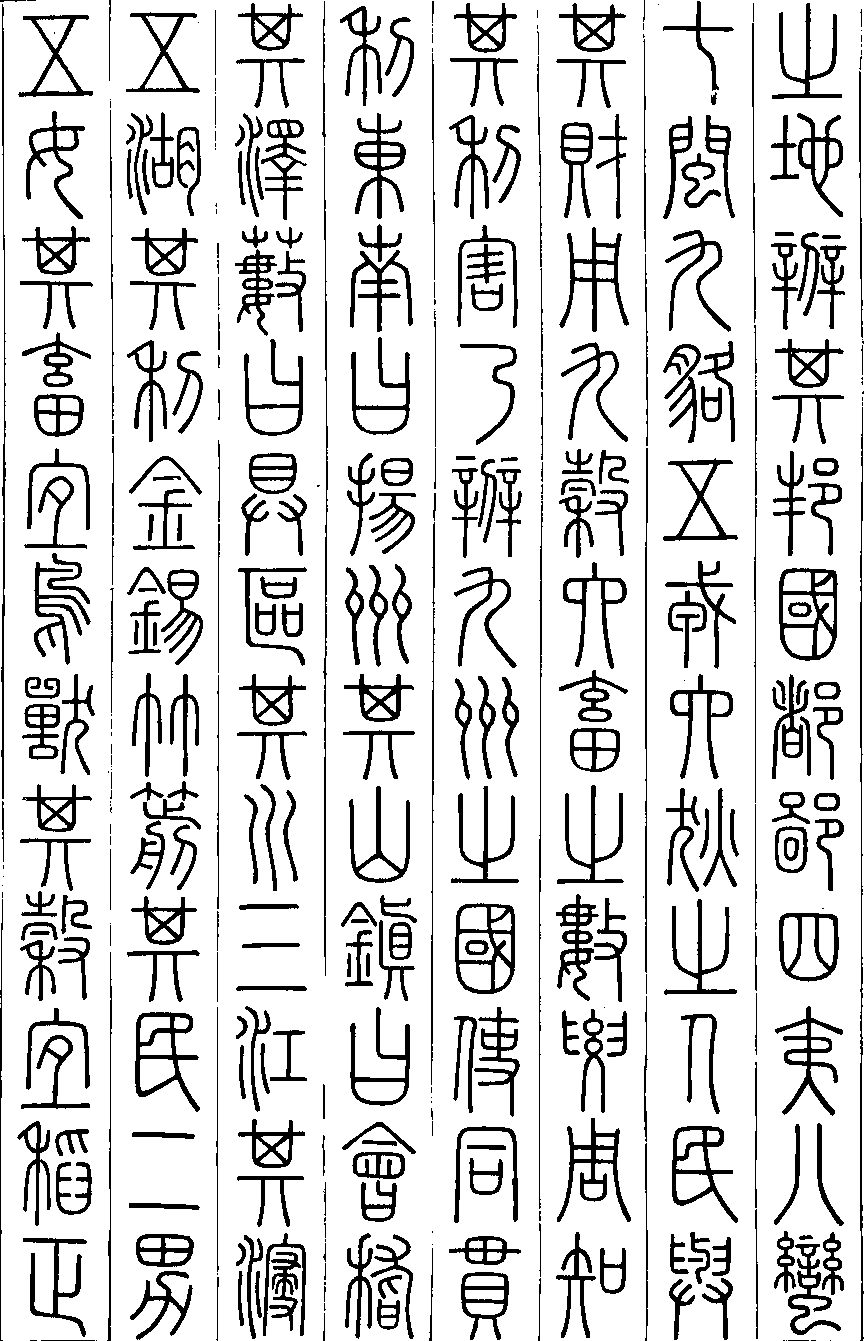 之地辨其邦國都鄙四夷八蠻
七閩九貉五戎六狄之人民與
其財用九穀六畜之數要周知
其利害乃辨九州之國使同貫
利東南曰揚州其山鎮曰會稽
其澤藪曰具區其川三江其浸
五湖其利金錫竹箭其民二男
五女其畜宜鳥獸其穀宜稻正